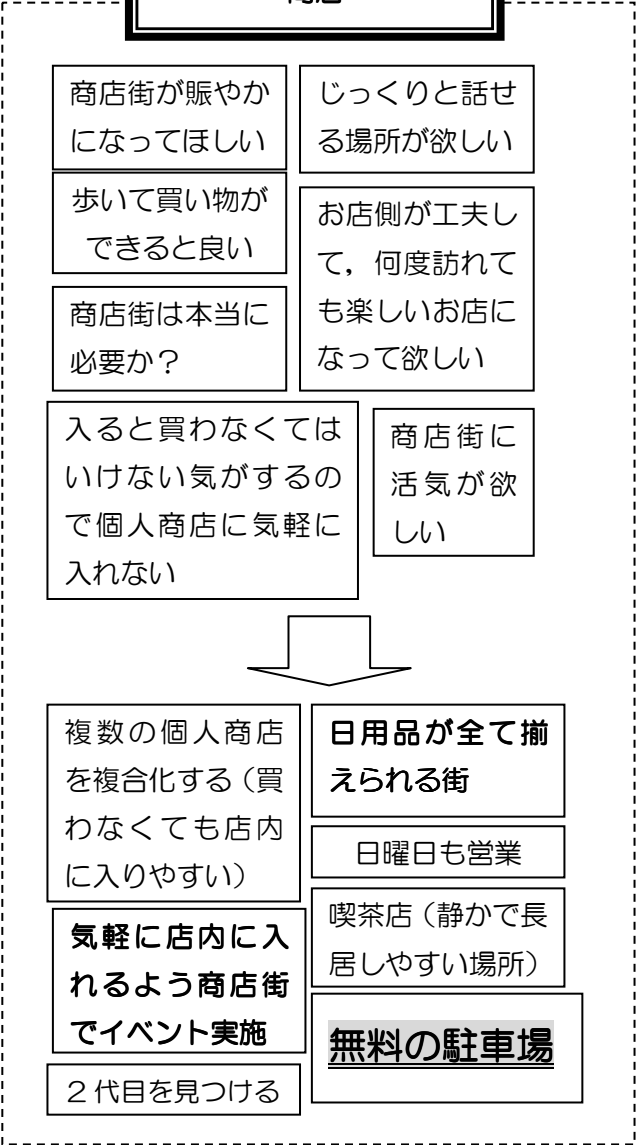 商店
商店街が賑やか
になってほしい
じっくりと話せ
る場所が欲しい
歩いて買い物が
できると良い
お店側が工夫し
て，何度訪れて
も楽しいお店に
なって欲しい
商店街は本当に
必要か？
入ると買わなくては
いけない気がするの
で個人商店に気軽に
入れない
商店街に
活気が欲
しい
複数の個人商店
を複合化する（買
わなくても店内
に入りやすい）
日用品が全て揃
えられる街
日曜日も営業
喫茶店（静かで長
居しやすい場所）
気軽に店内に入
れるよう商店街
でイベント実施
無料の駐車場
２代目を見つける